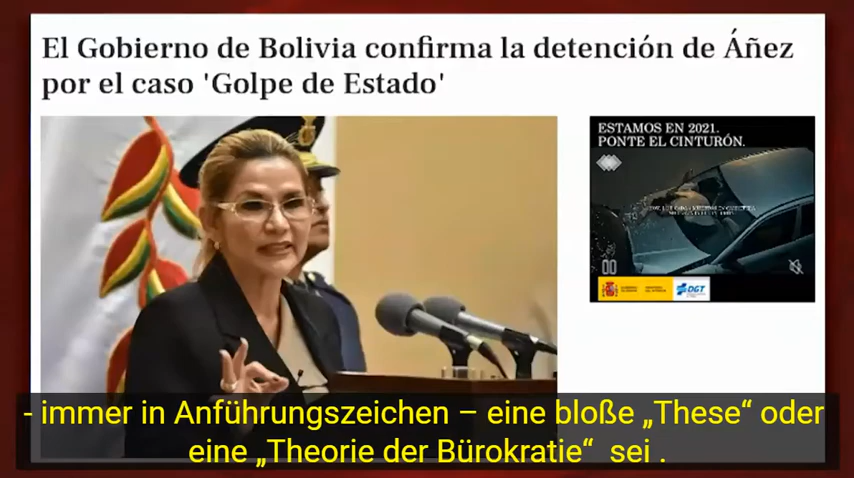 El Gobierno de Bolivia confirma la detención de Áñez
por el caso 'Golpe de Estado'
ESTAMOS EN 2021.
PONTE EL CINTURÓN.
DGT
- immer in Anführungszeichen – eine bloße „These“ oder
eine „Theorie der Bürokratie“ sei .